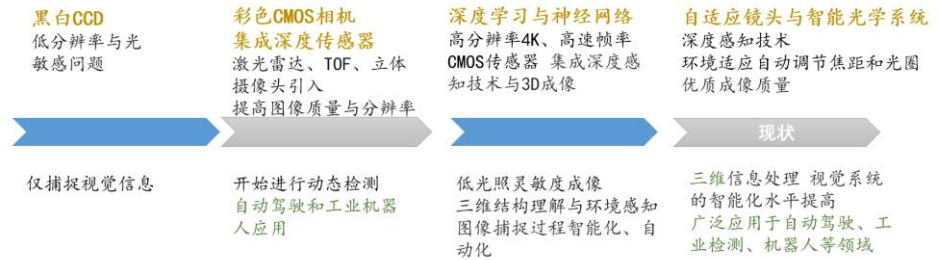 黑白CCD
低分辨率与光
敏感问题
彩色CMOS相机
集成深度传感器
激光雷达、TOF、立体
摄像头引入
提高图像质量与分辨率
深度学习与神经网络
高分辨率4K、高速帧率
CMOS传感器 集成深度感
知技术与3D成像
自适应镜头与智能光学系统
深度感知技术
环境适应自动调节焦距和光圈
优质成像质量
现状
仅捕捉视觉信息
开始进行动态检测
自动驾驶和工业机器
人应用
低光照灵敏度成像
三维结构理解与环境感知
图像捕捉过程智能化、自
动化
三维信息处理 视觉系统
的智能化水平提高
广泛应用于自动驾驶、工
业检测、机器人等领域